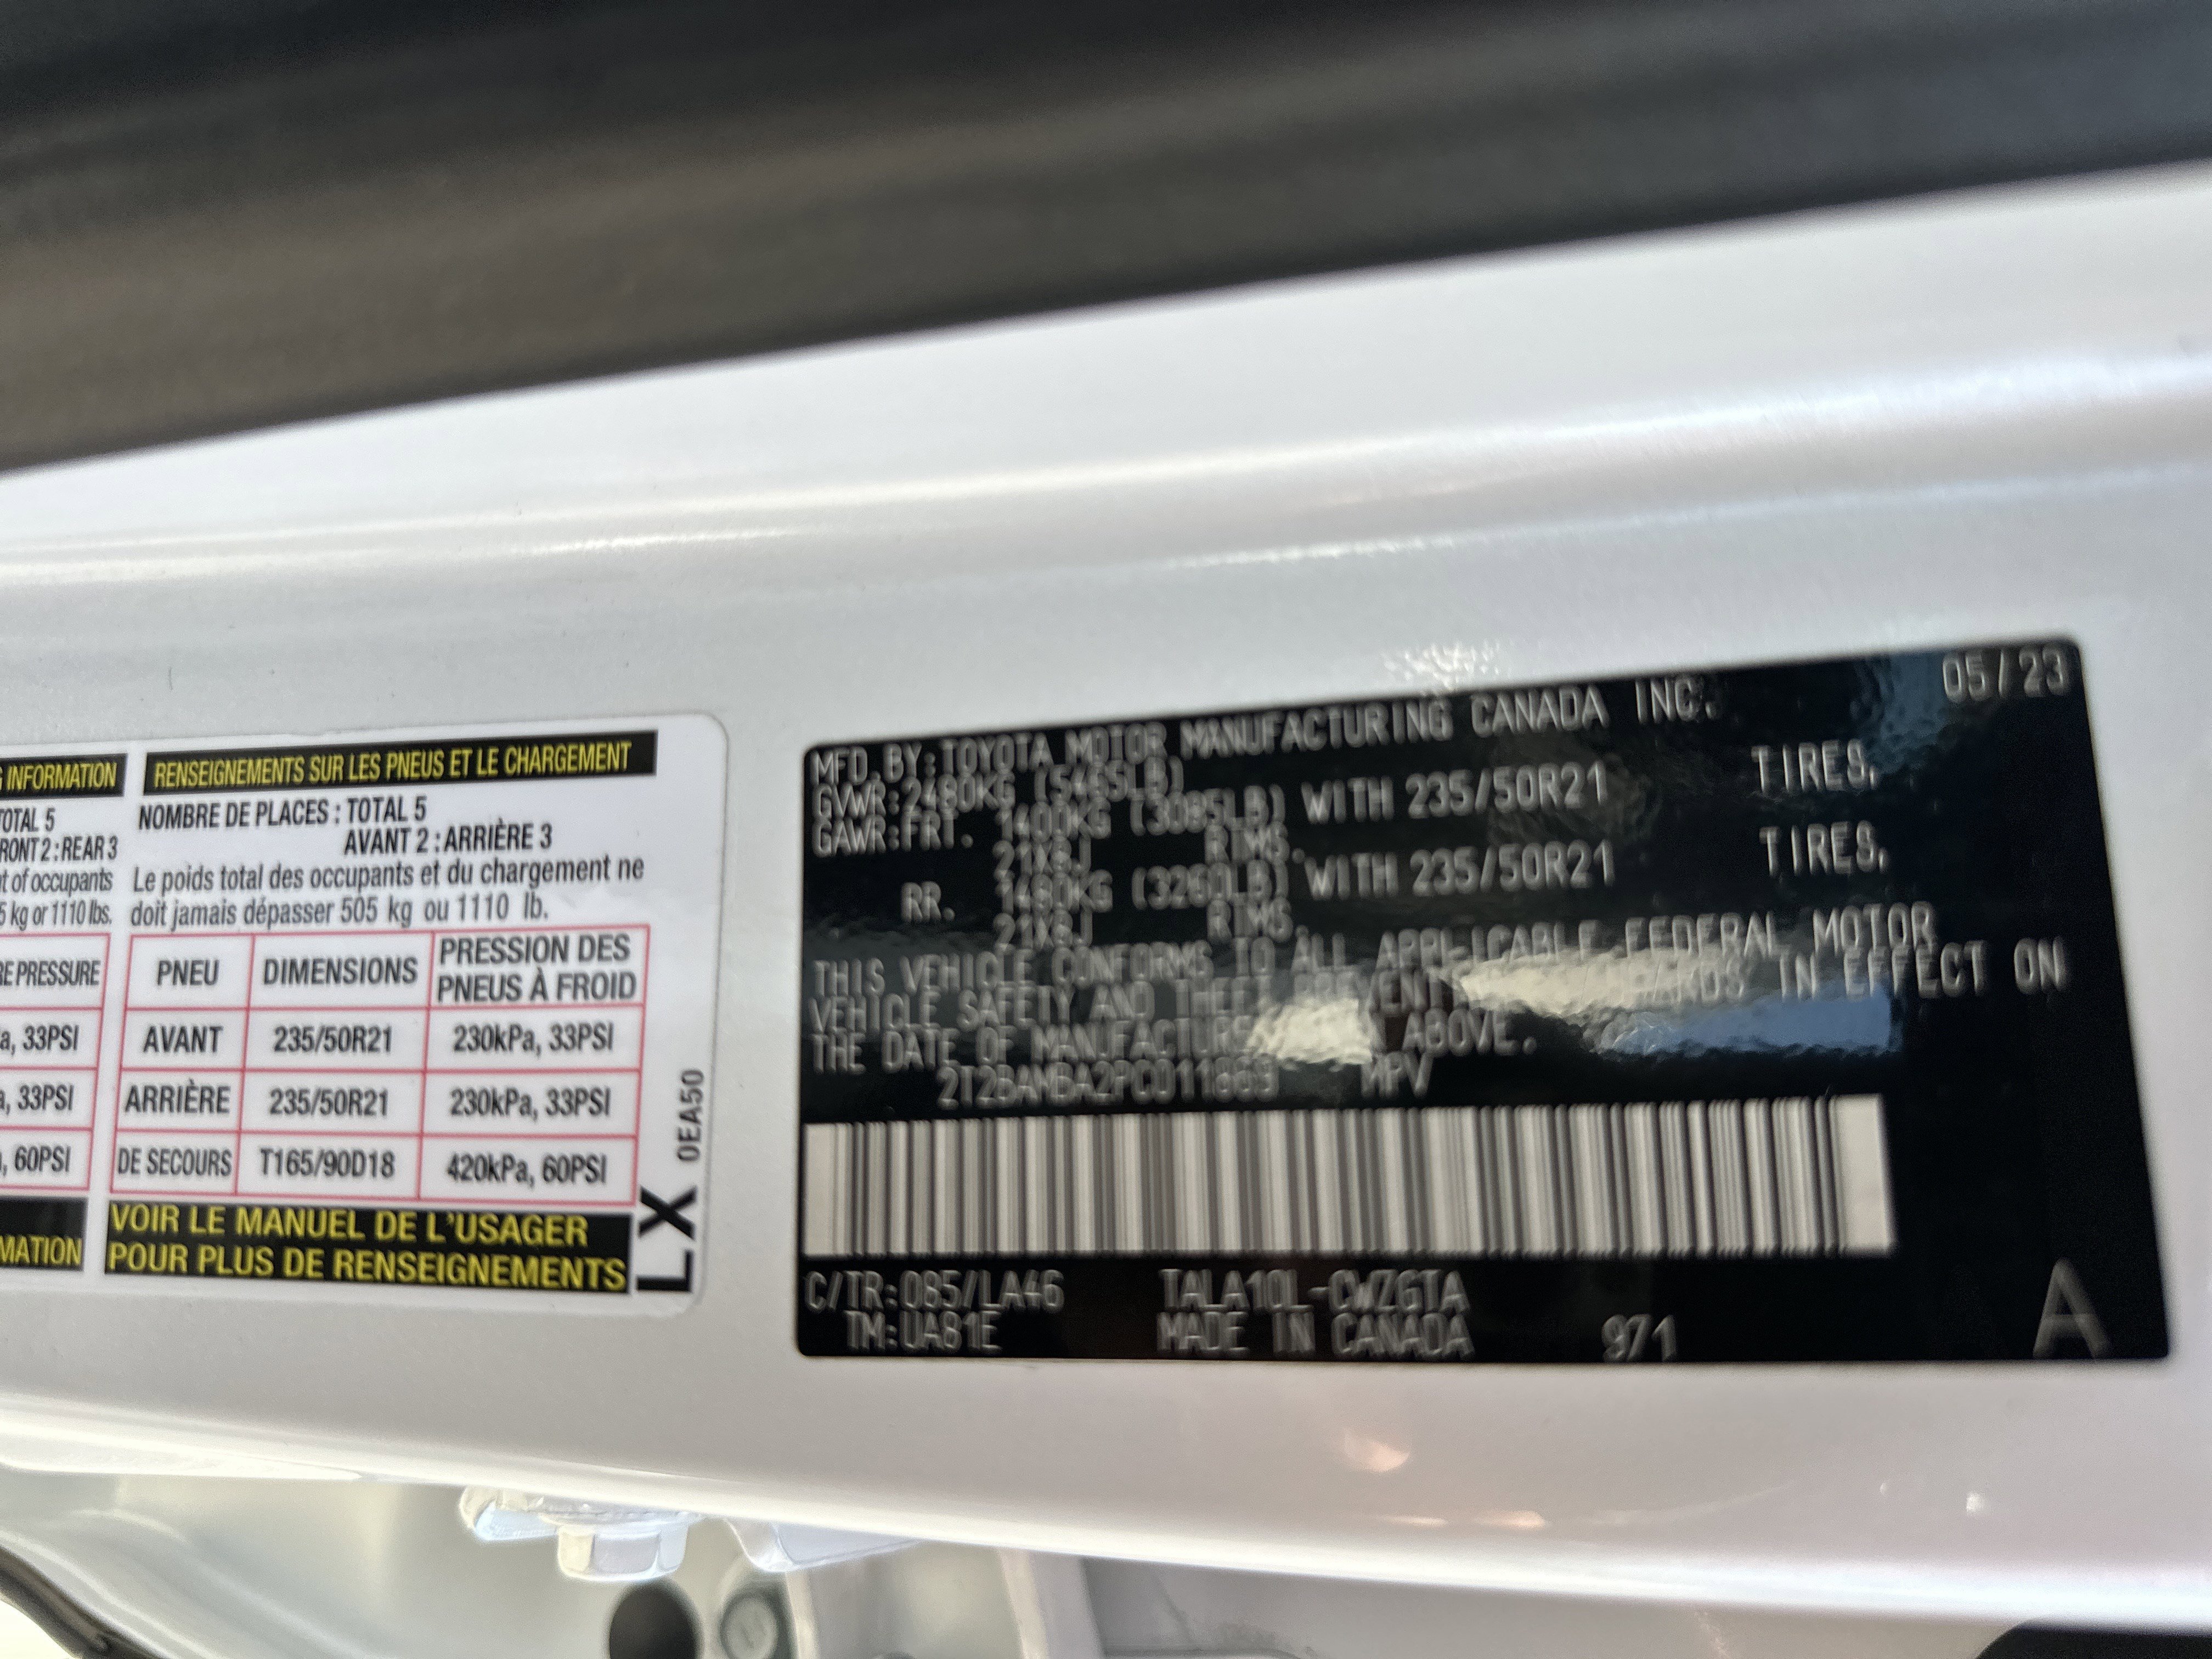 G INFORMATION
TOTAL 5
FRONT 2 : REAR 3
of occupants
5 kg or 1110 lbs.
RE PRESSURE
a, 33PSI
a, 33PSI
, 60PSI
MATION
RENSEIGNEMENTS SUR LES PNEUS ET LE CHARGEMENT
NOMBRE DE PLACES : TOTAL 5
AVANT 2 : ARRIÈRE 3
Le poids total des occupants et du chargement ne
doit jamais dépasser 505 kg ou 1110 lb.
PNEU DIMENSIONS PRESSION DES PNEUS À FROID
AVANT 235/50R21 230kPa, 33PSI
ARRIÈRE 235/50R21 230kPa, 33PSI
DE SECOURS T165/90D18 420kPa, 60PSI
VOIR LE MANUEL DE L'USAGER
POUR PLUS DE RENSEIGNEMENTS
LX 0EA50
MFD. BY: TOYOTA MOTOR MANUFACTURING CANADA INC. 05/23
GVWR: 2480KG (5465LB)
GAWR: FRT. 1400KG (3085LB) WITH 235/50R21 TIRES,
21X8J RIMS.
RR. 1480KG (3260LB) WITH 235/50R21 TIRES,
21X8J RIMS.
THIS VEHICLE CONFORMS TO ALL APPLICABLE FEDERAL MOTOR
VEHICLE SAFETY AND THEFT PREVENTION STANDARDS IN EFFECT ON
THE DATE OF MANUFACTURE ABOVE.
MPV
C/TR: 085/LA46 TALA10L-CWZGTA
TM: UA81E MADE IN CANADA 971
A